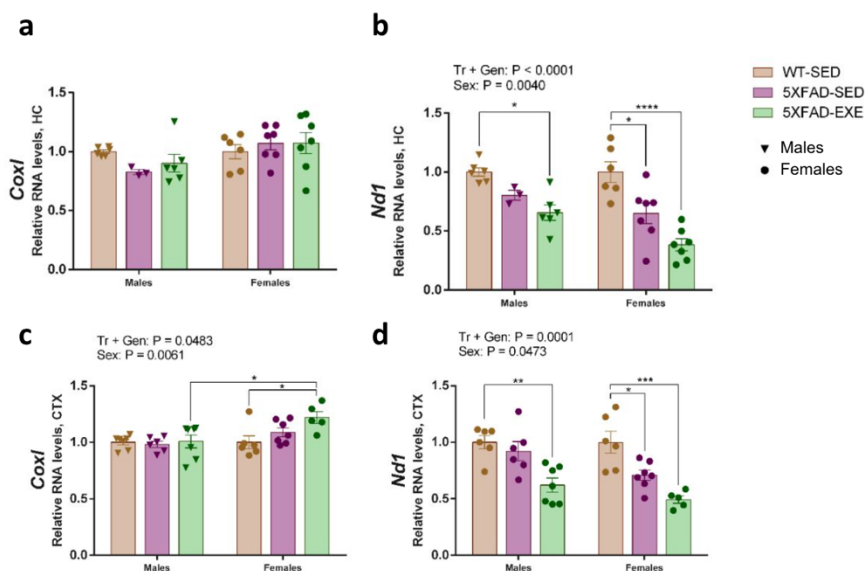 a
CoxI
Relative RNA levels, HC
1.5
1.0
0.5
0.0
Males
Females
b
Tr + Gen: P < 0.0001
Sex: P = 0.0040
*
****
*
Nd1
Relative RNA levels, HC
1.5
1.0
0.5
0.0
Males
Females
WT-SED
5XFAD-SED
5XFAD-EXE
Males
Females
c
Tr + Gen: P = 0.0483
Sex: P = 0.0061
*
*
CoxI
Relative RNA levels, CTX
1.5
1.0
0.5
0.0
Males
Females
d
Tr + Gen: P = 0.0001
Sex: P = 0.0473
**
***
*
Nd1
Relative RNA levels, CTX
1.5
1.0
0.5
0.0
Males
Females